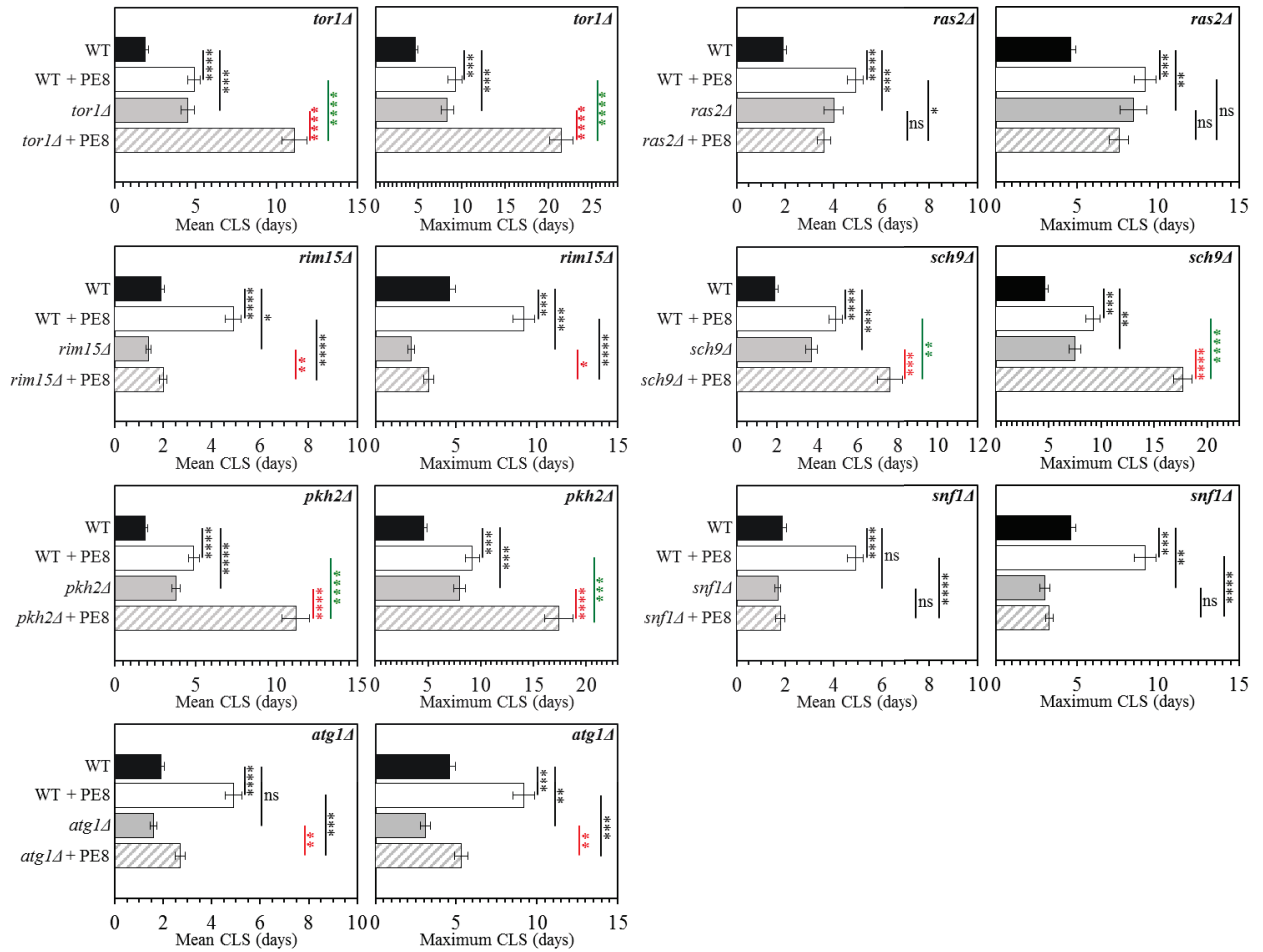 tor1Δ
tor1Δ
WT
WT + PE8
tor1Δ
tor1Δ + PE8
****
***
****
****
***
***
****
****
0 5 10 15
0 5 10 15 20 25
Mean CLS (days)
Maximum CLS (days)
ras2Δ
ras2Δ
WT
WT + PE8
ras2Δ
ras2Δ + PE8
****
***
ns
*
***
**
ns
ns
0 2 4 6 8 10
0 5 10 15
Mean CLS (days)
Maximum CLS (days)
rim15Δ
rim15Δ
WT
WT + PE8
rim15Δ
rim15Δ + PE8
****
*
**
****
***
***
*
****
0 2 4 6 8 10
0 5 10 15
Mean CLS (days)
Maximum CLS (days)
sch9Δ
sch9Δ
WT
WT + PE8
sch9Δ
sch9Δ + PE8
****
***
***
**
***
**
****
****
0 2 4 6 8 10 12
5 10 15 20
Mean CLS (days)
Maximum CLS (days)
pkh2Δ
pkh2Δ
WT
WT + PE8
pkh2Δ
pkh2Δ + PE8
****
****
****
****
***
***
****
***
0 5 10 15
0 5 10 15 20
Mean CLS (days)
Maximum CLS (days)
snf1Δ
snf1Δ
WT
WT + PE8
snf1Δ
snf1Δ + PE8
****
ns
ns
****
***
**
ns
****
0 2 4 6 8 10
0 5 10 15
Mean CLS (days)
Maximum CLS (days)
atg1Δ
atg1Δ
WT
WT + PE8
atg1Δ
atg1Δ + PE8
****
ns
**
***
***
**
**
***
0 2 4 6 8 10
0 5 10 15
Mean CLS (days)
Maximum CLS (days)